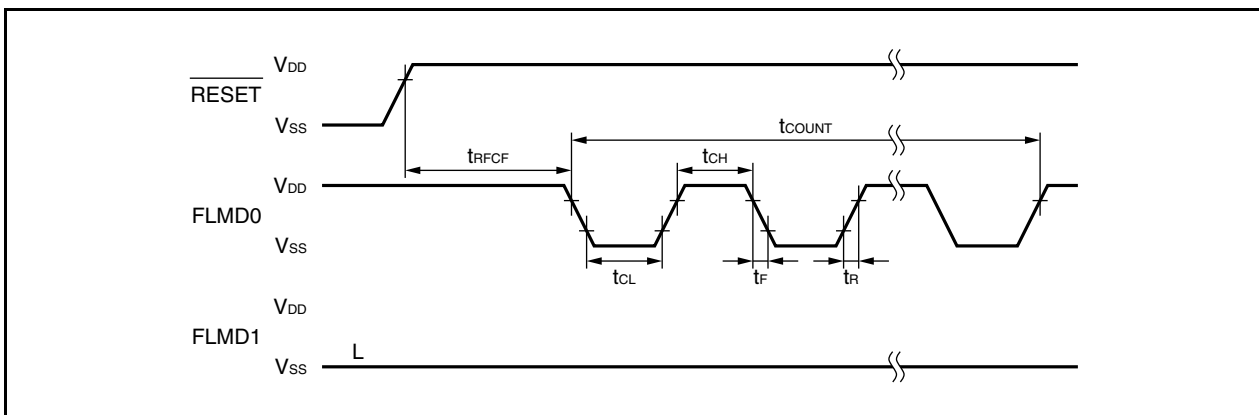 VDD
RESET
VSS
tCOUNT
tRFCF
tCH
VDD
FLMD0
VSS
tCL
tF
tR
VDD
FLMD1
L
VSS